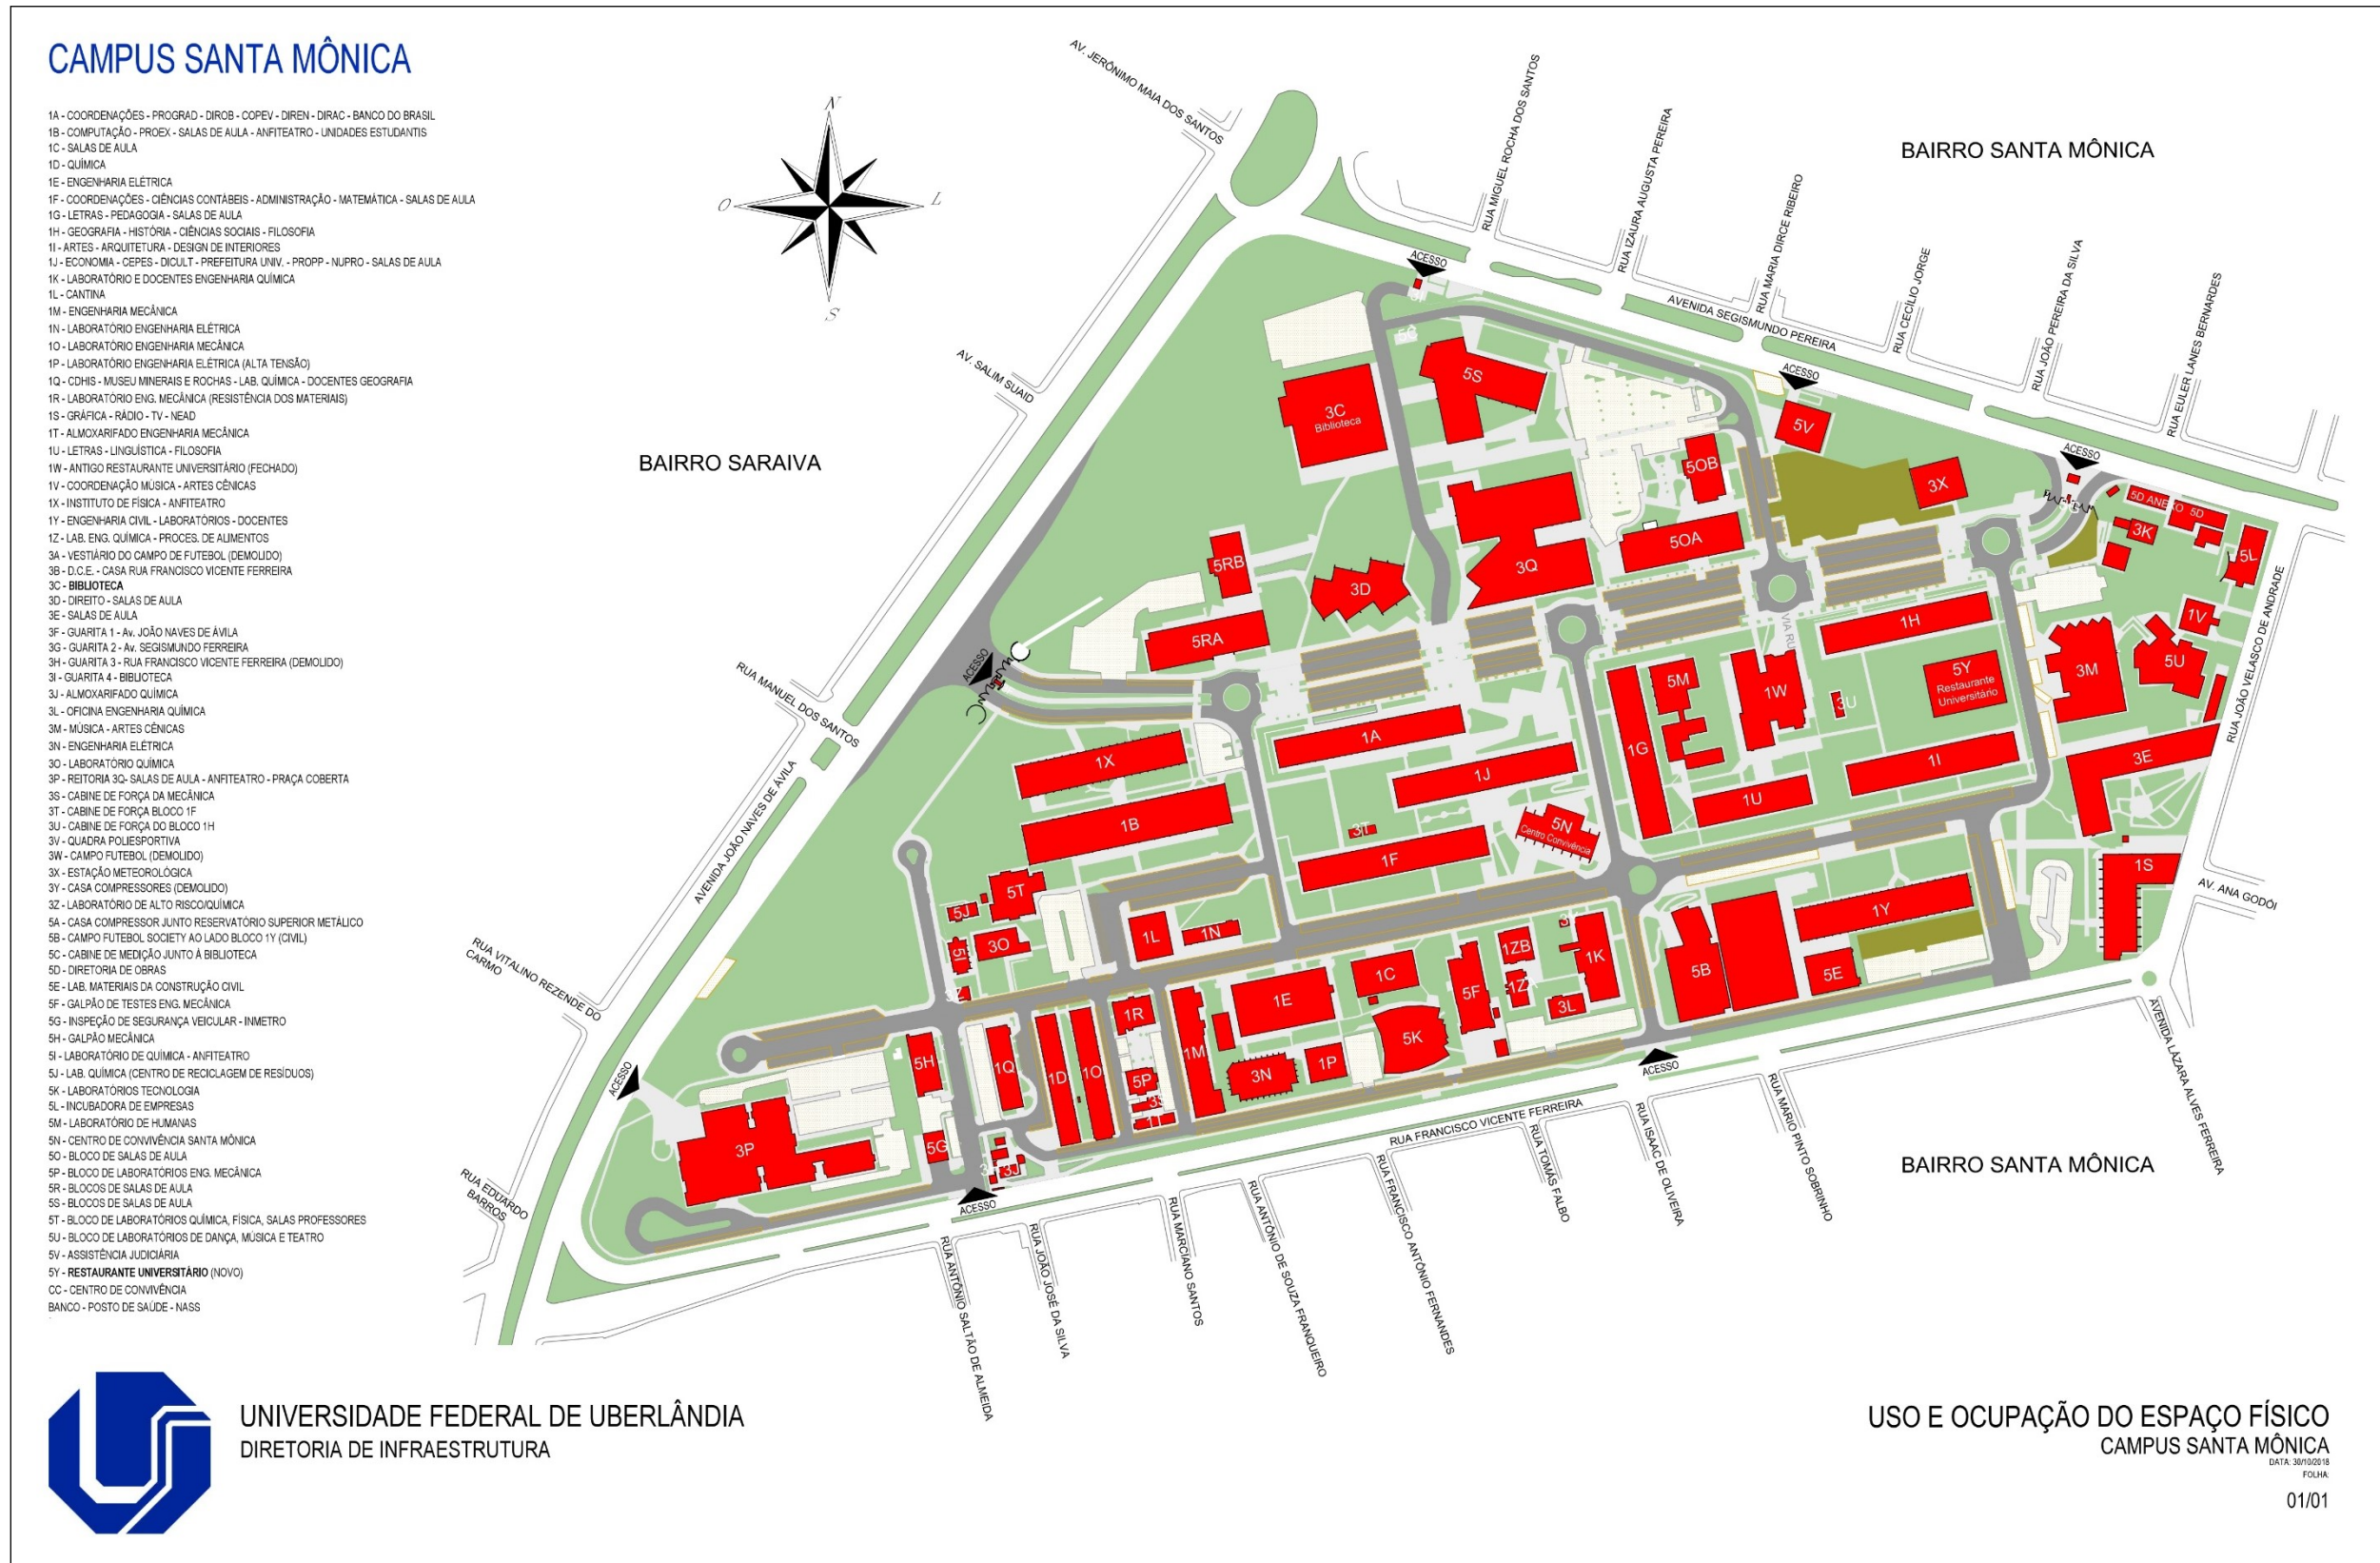 CAMPUS SANTA MÔNICA
1A - COORDENAÇÕES - PROGRAD - DIROB - COPEV - DIREN - DIRAC - BANCO DO BRASIL
1B - COMPUTAÇÃO - PROEX - SALAS DE AULA - ANFITEATRO - UNIDADES ESTUDANTIS
1C - SALAS DE AULA
1D - QUÍMICA
1E - ENGENHARIA ELÉTRICA
1F - COORDENAÇÕES - CIÊNCIAS CONTÁBEIS - ADMINISTRAÇÃO - MATEMÁTICA - SALAS DE AULA
1G - LETRAS - PEDAGOGIA - SALAS DE AULA
1H - GEOGRAFIA - HISTÓRIA - CIÊNCIAS SOCIAIS - FILOSOFIA
1I - ARTES - ARQUITETURA - DESIGN DE INTERIORES
1J - ECONOMIA - CEPES - DICULT - PREFEITURA UNIV. - PROPP - NUPRO - SALAS DE AULA
1K - LABORATÓRIO E DOCENTES ENGENHARIA QUÍMICA
1L - CANTINA
1M - ENGENHARIA MECÂNICA
1N - LABORATÓRIO ENGENHARIA ELÉTRICA
1O - LABORATÓRIO ENGENHARIA MECÂNICA
1P - LABORATÓRIO ENGENHARIA ELÉTRICA (ALTA TENSÃO)
1Q - CDHIS - MUSEU MINERAIS E ROCHAS - LAB. QUÍMICA - DOCENTES GEOGRAFIA
1R - LABORATÓRIO ENG. MECÂNICA (RESISTÊNCIA DOS MATERIAIS)
1S - GRÁFICA - RÁDIO - TV - NEAD
1T - ALMOXARIFADO ENGENHARIA MECÂNICA
1U - LETRAS - LINGUÍSTICA - FILOSOFIA
1W - ANTIGO RESTAURANTE UNIVERSITÁRIO (FECHADO)
1V - COORDENAÇÃO MÚSICA - ARTES CÊNICAS
1X - INSTITUTO DE FÍSICA - ANFITEATRO
1Y - ENGENHARIA CIVIL - LABORATÓRIOS - DOCENTES
1Z - LAB. ENG. QUÍMICA - PROCES. DE ALIMENTOS
3A - VESTIÁRIO DO CAMPO DE FUTEBOL (DEMOLIDO)
3B - D.C.E. - CASA RUA FRANCISCO VICENTE FERREIRA
3C - BIBLIOTECA
3D - DIREITO - SALAS DE AULA
3E - SALAS DE AULA
3F - GUARITA 1 - Av. JOÃO NAVES DE ÁVILA
3G - GUARITA 2 - Av. SEGISMUNDO FERREIRA
3H - GUARITA 3 - RUA FRANCISCO VICENTE FERREIRA (DEMOLIDO)
3I - GUARITA 4 - BIBLIOTECA
3J - ALMOXARIFADO QUÍMICA
3L - OFICINA ENGENHARIA QUÍMICA
3M - MÚSICA - ARTES CÊNICAS
3N - ENGENHARIA ELÉTRICA
3O - LABORATÓRIO QUÍMICA
3P - REITORIA 3Q- SALAS DE AULA - ANFITEATRO - PRAÇA COBERTA
3S - CABINE DE FORÇA DA MECÂNICA
3T - CABINE DE FORÇA BLOCO 1F
3U - CABINE DE FORÇA DO BLOCO 1H
3V - QUADRA POLIESPORTIVA
3W - CAMPO FUTEBOL (DEMOLIDO)
3X - ESTAÇÃO METEOROLÓGICA
3Y - CASA COMPRESSORES (DEMOLIDO)
3Z - LABORATÓRIO DE ALTO RISCO/QUÍMICA
5A - CASA COMPRESSOR JUNTO RESERVATÓRIO SUPERIOR METÁLICO
5B - CAMPO FUTEBOL SOCIETY AO LADO BLOCO 1Y (CIVIL)
5C - CABINE DE MEDIÇÃO JUNTO À BIBLIOTECA
5D - DIRETORIA DE OBRAS
5E - LAB. MATERIAIS DA CONSTRUÇÃO CIVIL
5F - GALPÃO DE TESTES ENG. MECÂNICA
5G - INSPEÇÃO DE SEGURANÇA VEICULAR - INMETRO
5H - GALPÃO MECÂNICA
5I - LABORATÓRIO DE QUÍMICA - ANFITEATRO
5J - LAB. QUÍMICA (CENTRO DE RECICLAGEM DE RESÍDUOS)
5K - LABORATÓRIOS TECNOLOGIA
5L - INCUBADORA DE EMPRESAS
5M - LABORATÓRIO DE HUMANAS
5N - CENTRO DE CONVIVÊNCIA SANTA MÔNICA
5O - BLOCO DE SALAS DE AULA
5P - BLOCO DE LABORATÓRIOS ENG. MECÂNICA
5R - BLOCOS DE SALAS DE AULA
5S - BLOCOS DE SALAS DE AULA
5T - BLOCO DE LABORATÓRIOS QUÍMICA, FÍSICA, SALAS PROFESSORES
5U - BLOCO DE LABORATÓRIOS DE DANÇA, MÚSICA E TEATRO
5V - ASSISTÊNCIA JUDICIÁRIA
5Y - RESTAURANTE UNIVERSITÁRIO (NOVO)
CC - CENTRO DE CONVIVÊNCIA
BANCO - POSTO DE SAÚDE - NASS
N
O
L
S
BAIRRO SARAIVA
BAIRRO SANTA MÔNICA
AV. JERÔNIMO MAIA DOS SANTOS
AV. SALIM SUAID
RUA MANUEL DOS SANTOS
AVENIDA JOÃO NAVES DE ÁVILA
RUA VITALINO REZENDE DO
CARMO
RUA EDUARDO
BARROS
RUA MIGUEL ROCHA DOS SANTOS
RUA IZAURA AUGUSTA PEREIRA
RUA MARIA DIRCE RIBEIRO
AVENIDA SEGISMUNDO PEREIRA
RUA CECÍLIO JORGE
RUA JOÃO PEREIRA DA SILVA
RUA EULER LANES BERNARDES
RUA JOÃO VELASCO DE ANDRADE
AV. ANA GODÓI
AVENIDA LÁZARA ALVES FERREIRA
ACESSO
ACESSO
ACESSO
ACESSO
ACESSO
ACESSO
ACESSO
5C
5S
3C
Biblioteca
5V
5OB
3X
5D ANEXO
5D
3K
5L
5OA
3Q
5RB
3D
5RA
1H
1V
5U
3M
5Y
Restaurante
Universitário
VIA RU
5M
1W
3U
1G
1A
1J
1X
1I
3E
1U
1B
5N
Centro Convivência
3T
1F
1S
5T
5J
1Y
1L
1N
3O
5I
3Z
1ZB
1K
1C
5B
5E
1E
5F
1Z
3L
1R
5K
1M
5H
1Q
1D
1O
3N
1P
5P
3S
1T
3P
5G
3J
RUA FRANCISCO VICENTE FERREIRA
RUA ANTÔNIO SALTÃO DE ALMEIDA
RUA JOÃO JOSÉ DA SILVA
RUA MARCIANO SANTOS
RUA ANTÔNIO DE SOUZA FRANQUEIRO
RUA FRANCISCO ANTÔNIO FERNANDES
RUA TOMÁS FALBO
RUA ISAAC DE OLIVEIRA
RUA MARIO PINTO SOBRINHO
BAIRRO SANTA MÔNICA
UNIVERSIDADE FEDERAL DE UBERLÂNDIA
DIRETORIA DE INFRAESTRUTURA
USO E OCUPAÇÃO DO ESPAÇO FÍSICO
CAMPUS SANTA MÔNICA
DATA: 30/10/2018
FOLHA:
01/01